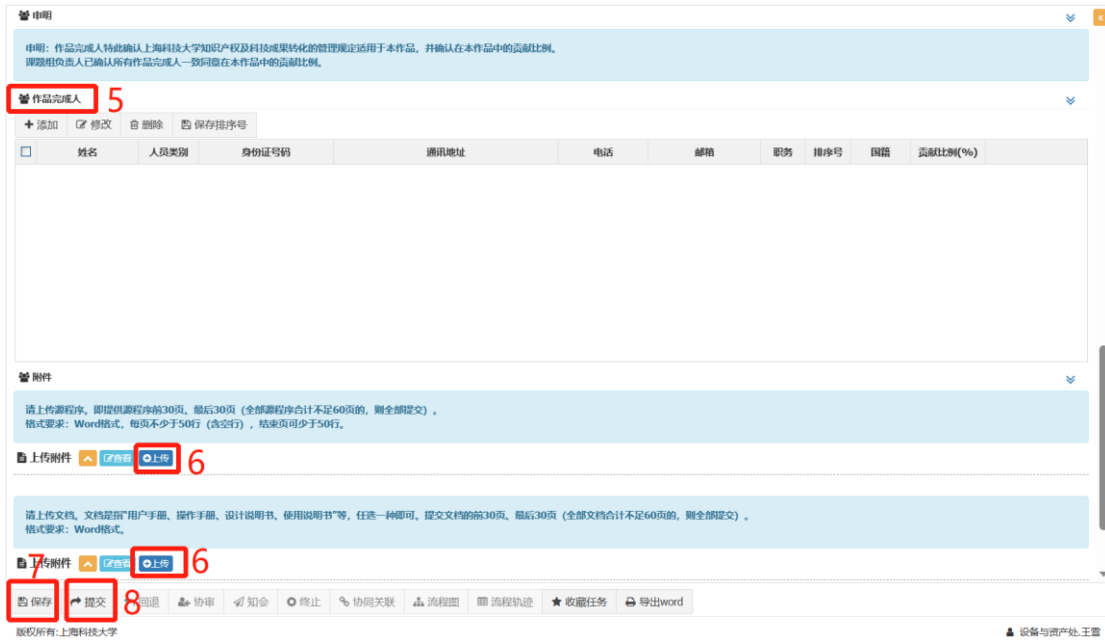 申明
申明：作品完成人特此确认上海科技大学知识产权及科技成果转化的管理规定适用于本作品，并确认在本作品中的贡献比例。
课题组负责人已确认所有作品完成人一致同意在本作品中的贡献比例。
作品完成人 5
添加 修改 删除 保存排序号
姓名 人员类别 身份证号码 通讯地址 电话 邮箱 职务 排序号 国籍 贡献比例(%)
附件
请上传源程序。即提供源程序前30页、最后30页（全部源程序合计不足60页的，则全部提交）。
格式要求：Word格式，每页不少于50行（含空行），结束页可少于50行。
上传附件 查看 上传 6
请上传文档。文档是指"用户手册、操作手册、设计说明书、使用说明书"等，任选一种即可，提交文档的前30页、最后30页（全部文档合计不足60页的，则全部提交）。
格式要求：Word格式。
上传附件 查看 上传 6
7
保存 提交 8 回退 协审 知会 终止 协同关联 流程图 流程轨迹 收藏任务 导出word
版权所有:上海科技大学 设备与资产处.王雪